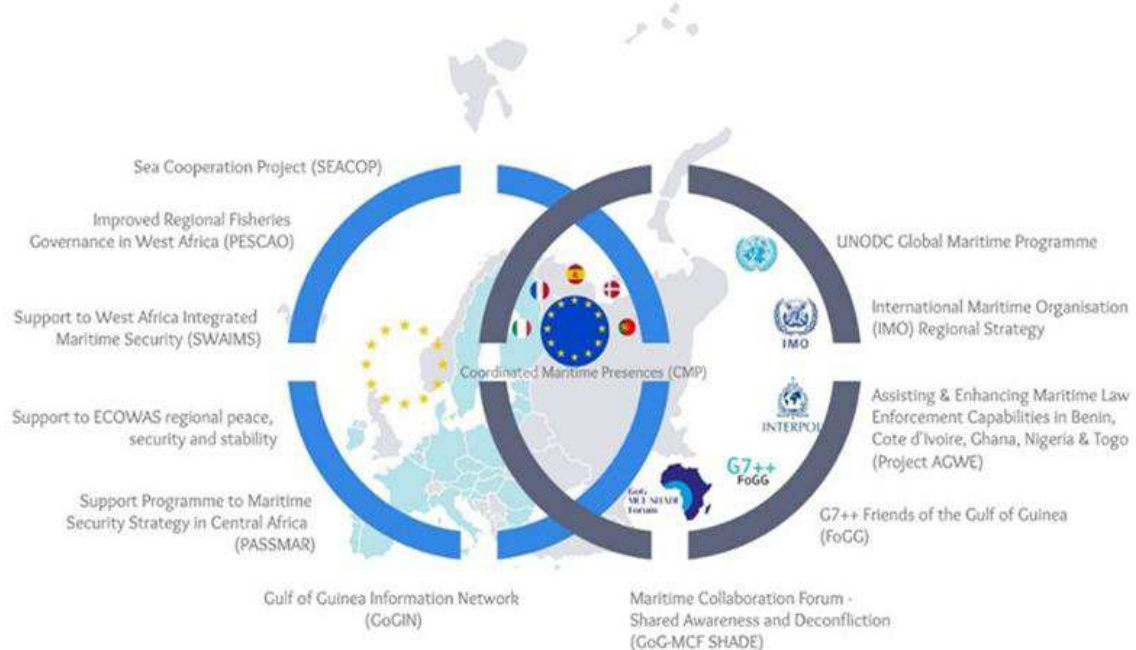 Sea Cooperation Project (SEACOP)
Improved Regional Fisheries
Governance in West Africa (PESCAO)
Support to West Africa Integrated
Maritime Security (SWAIMS)
Support to ECOWAS regional peace,
security and stability
Support Programme to Maritime
Security Strategy in Central Africa
(PASSMAR)
Gulf of Guinea Information Network
(GoGIN)
Coordinated Maritime Presences (CMP)
UNODC Global Maritime Programme
International Maritime Organisation
(IMO) Regional Strategy
IMO
Assisting & Enhancing Maritime Law
Enforcement Capabilities in Benin,
Cote d'Ivoire, Ghana, Nigeria & Togo
(Project AGWE)
INTERPOL
G7++
FoGG
GoG
MCF SHADE
Forum
G7++ Friends of the Gulf of Guinea
(FoGG)
Maritime Collaboration Forum -
Shared Awareness and Deconfliction
(GoG-MCF SHADE)